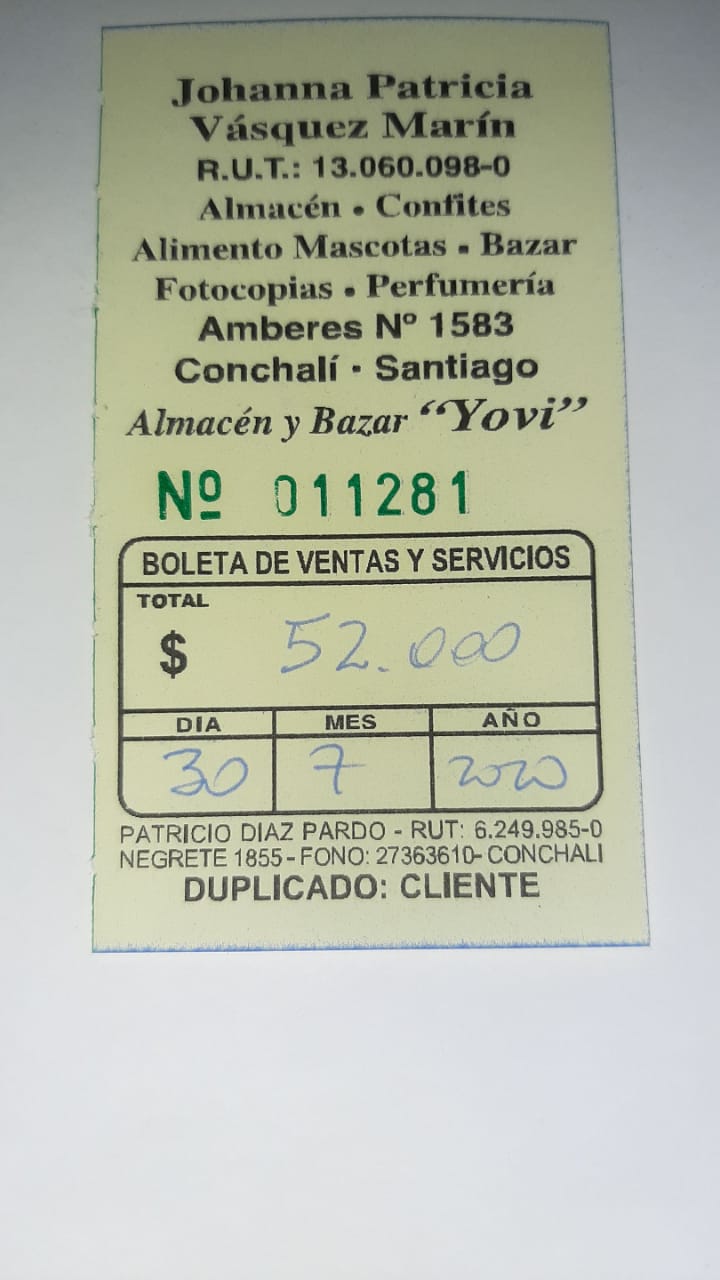 Johanna Patricia
Vásquez Marín
R.U.T.: 13.060.098-0
Almacén • Confites
Alimento Mascotas • Bazar
Fotocopias • Perfumería
Amberes Nº 1583
Conchalí · Santiago
Almacén y Bazar “Yovi”
Nº 011281
BOLETA DE VENTAS Y SERVICIOS
TOTAL
$ 52.000
DIA MES AÑO
30 7 2020
PATRICIO DIAZ PARDO - RUT: 6.249.985-0
NEGRETE 1855 - FONO: 27363610- CONCHALI
DUPLICADO: CLIENTE